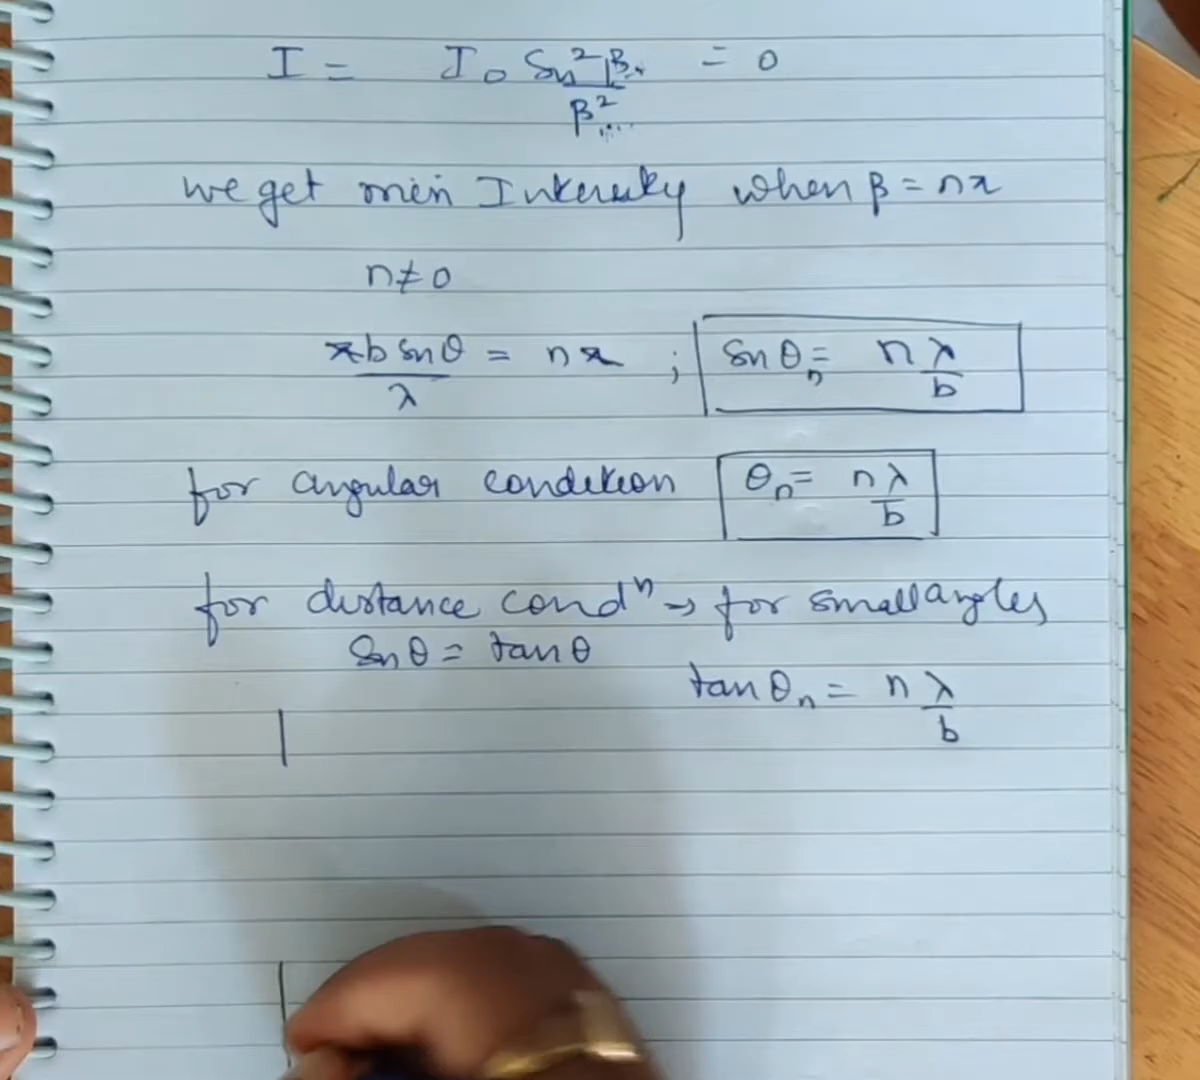 I = I₀ Sin²β / β² = 0
we get min Intensity when β = nπ
n ≠ 0
πb sinθ / λ = nπ ; sinθₙ = nλ / b
for angular condition θₙ = nλ / b
for distance condⁿ → for small angles
sinθ = tanθ
tanθₙ = nλ / b